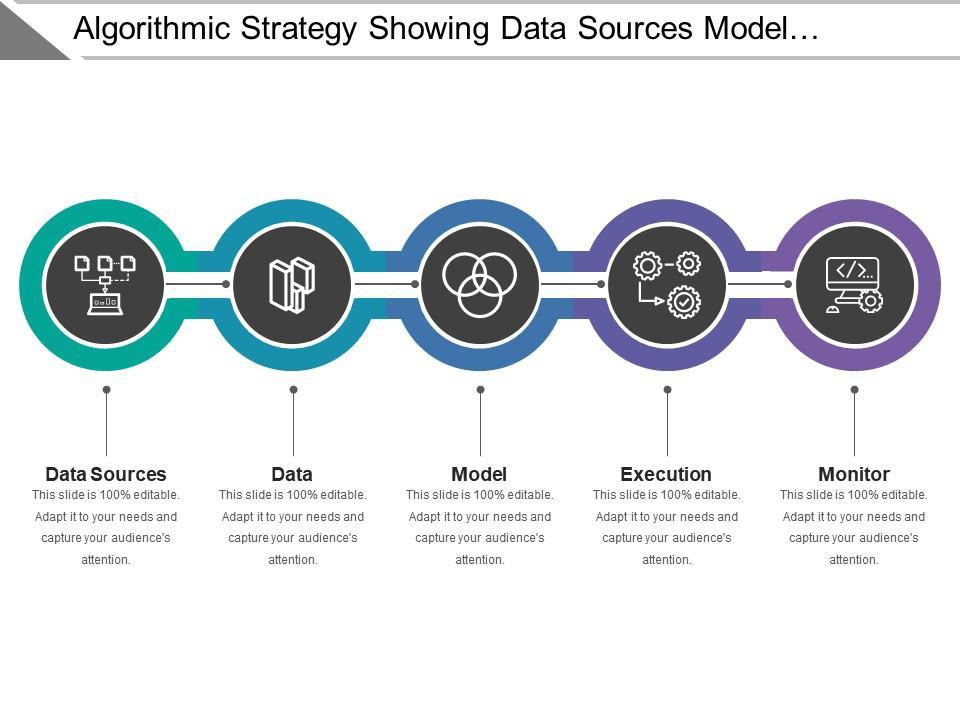 Algorithmic Strategy Showing Data Sources Model...
</>...
Data Sources
This slide is 100% editable.
Adapt it to your needs and
capture your audience's
attention.
Data
This slide is 100% editable.
Adapt it to your needs and
capture your audience's
attention.
Model
This slide is 100% editable.
Adapt it to your needs and
capture your audience's
attention.
Execution
This slide is 100% editable.
Adapt it to your needs and
capture your audience's
attention.
Monitor
This slide is 100% editable.
Adapt it to your needs and
capture your audience's
attention.